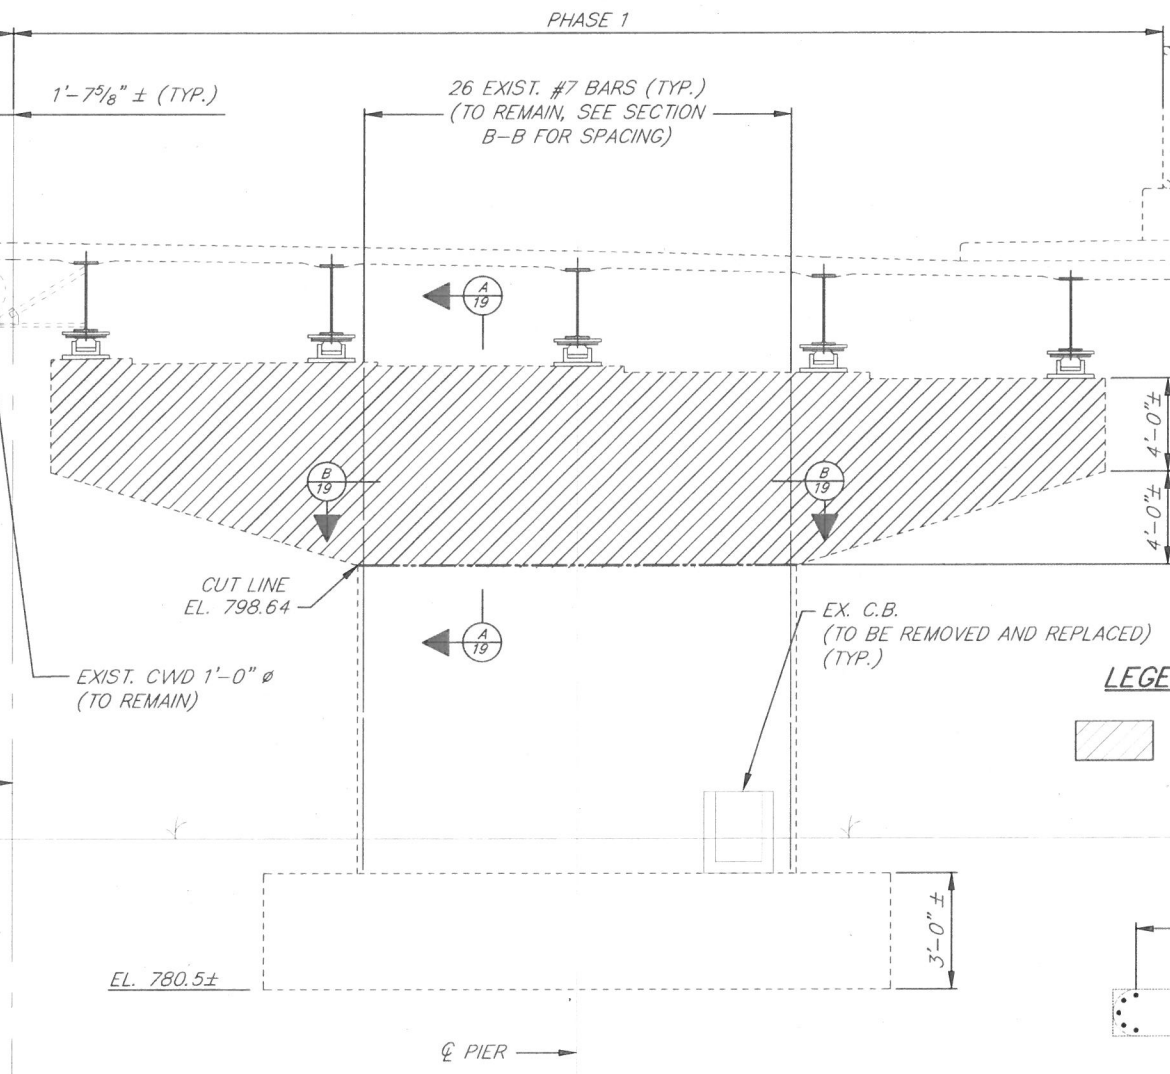 PHASE 1
1'-7 5/8" ± (TYP.)
26 EXIST. #7 BARS (TYP.)
(TO REMAIN, SEE SECTION
B-B FOR SPACING)
A
19
4'-0"±
B
19
B
19
4'-0"±
CUT LINE
EL. 798.64
A
19
EX. C.B.
(TO BE REMOVED AND REPLACED)
(TYP.)
EXIST. CWD 1'-0" ø
(TO REMAIN)
LEGE
3'-0" ±
EL. 780.5±
℄ PIER